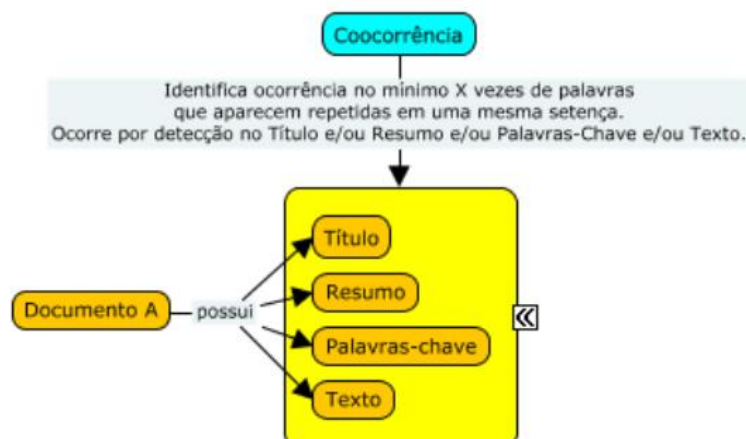 Coocorrência
Identifica ocorrência no mínimo X vezes de palavras
que aparecem repetidas em uma mesma setença.
Ocorre por detecção no Título e/ou Resumo e/ou Palavras-Chave e/ou Texto.
Título
Resumo
Documento A
possui
Palavras-chave
Texto